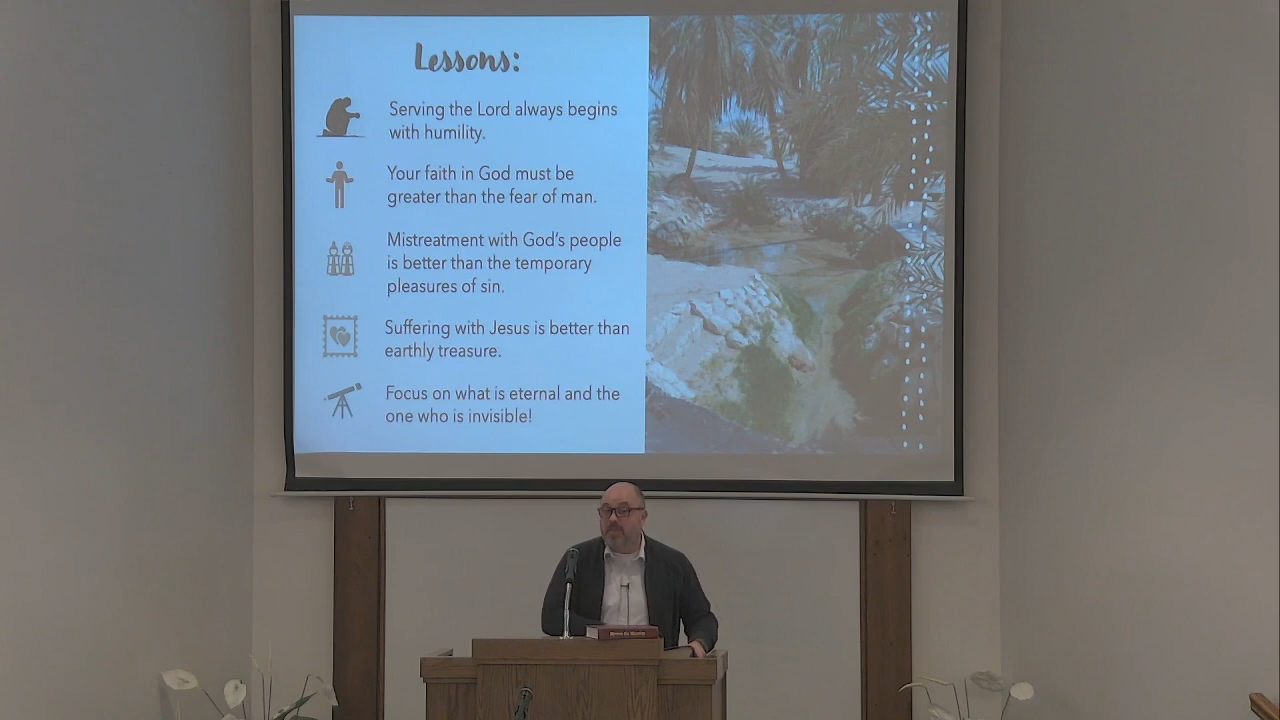 Lessons:
Serving the Lord always begins
with humility.
Your faith in God must be
greater than the fear of man.
Mistreatment with God's people
is better than the temporary
pleasures of sin.
Suffering with Jesus is better than
earthly treasure.
Focus on what is eternal and the
one who is invisible!